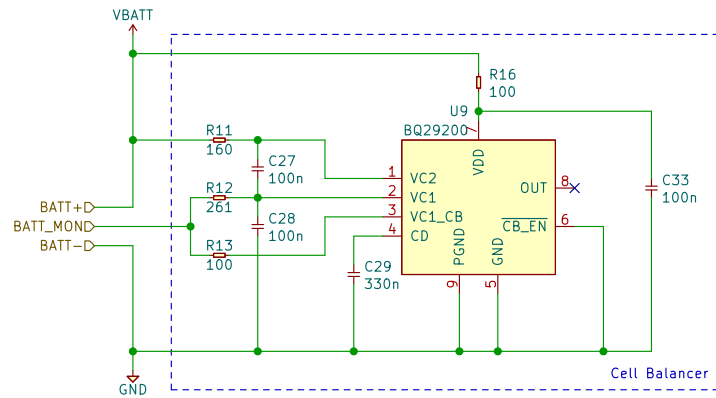 VBATT
R16
100
U9
BQ29200
7
VDD
R11
160
C27
100n
1
VC2
8
OUT
C33
100n
BATT+
R12
261
2
VC1
BATT_MON
C28
100n
3
VC1_CB
6
CB_EN
BATT-
R13
100
4
CD
PGND
GND
C29
330n
9
5
Cell Balancer
GND